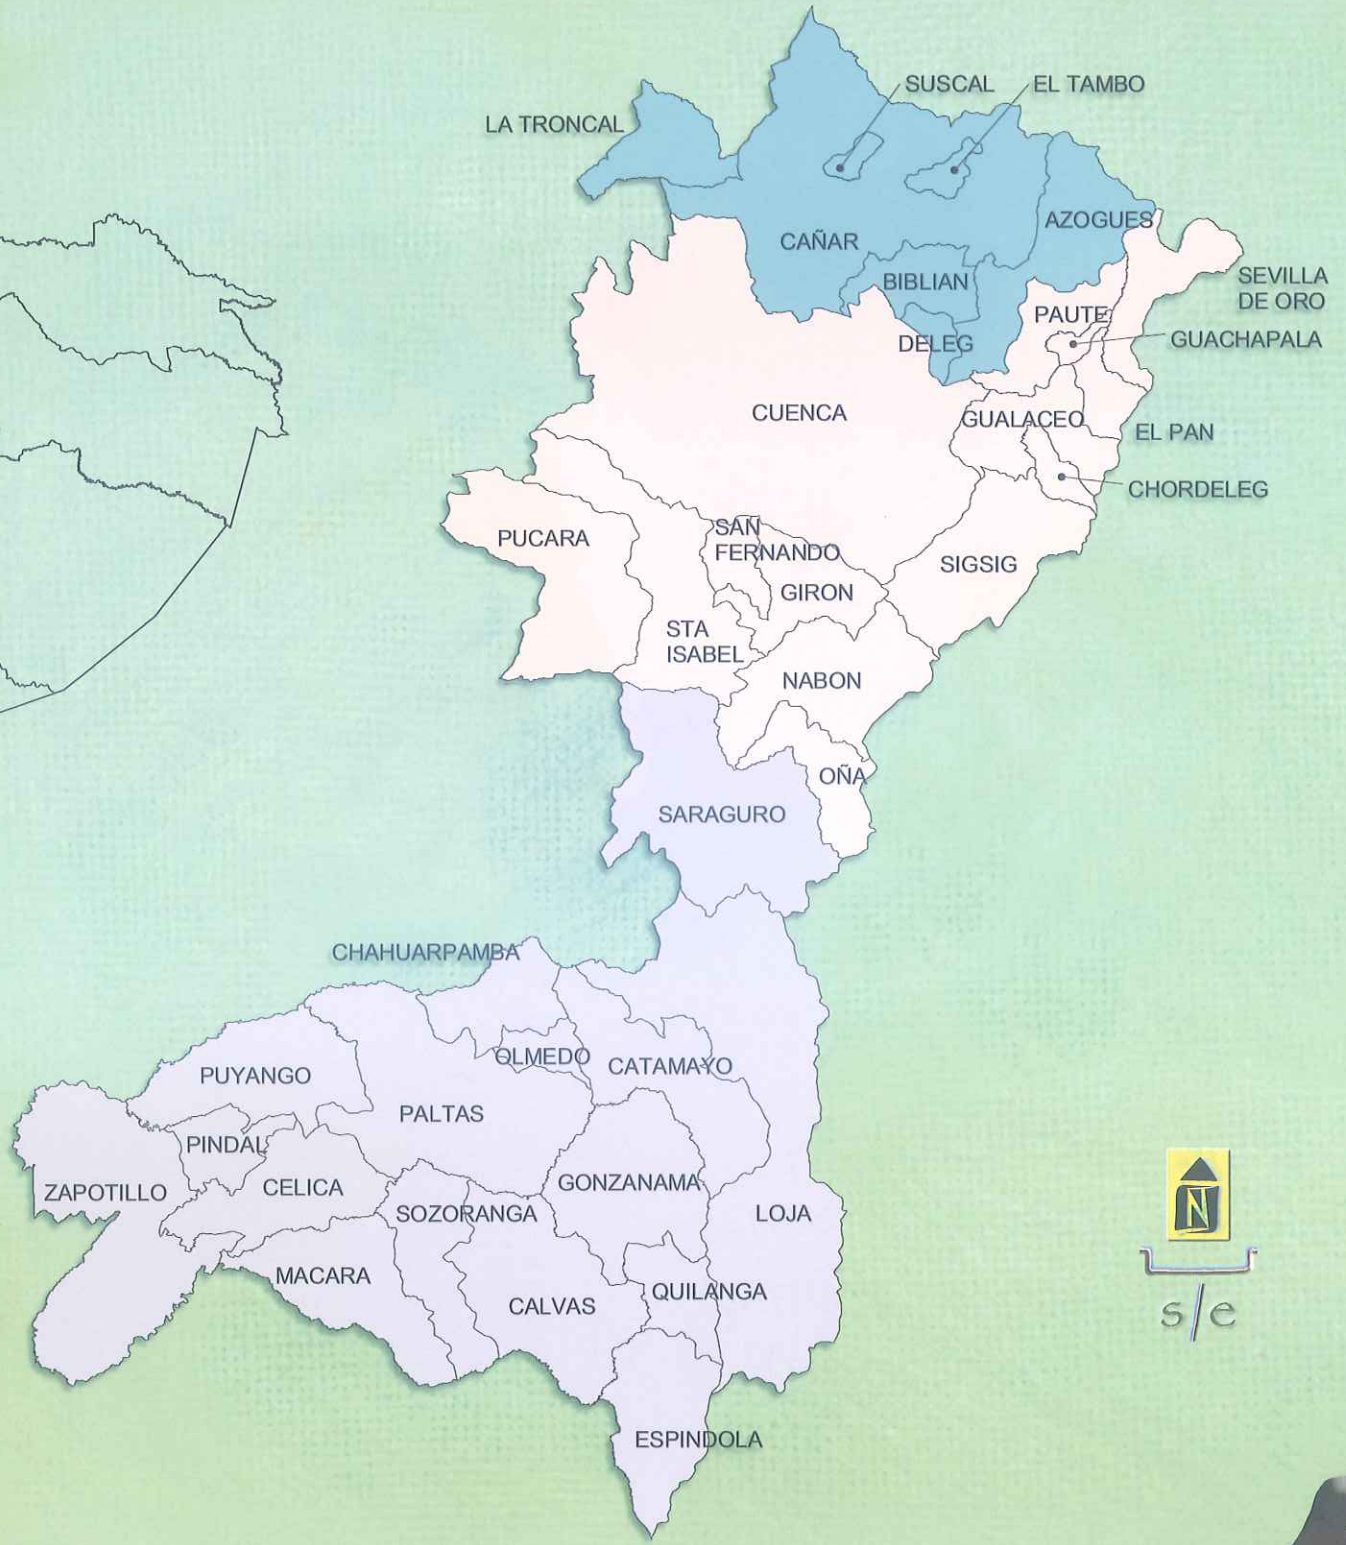 SUSCAL
EL TAMBO
LA TRONCAL
AZOGUES
CAÑAR
BIBLIAN
SEVILLA
DE ORO
PAUTE
DELEG
GUACHAPALA
CUENCA
GUALACEO
EL PAN
CHORDELEG
PUCARA
SAN
FERNANDO
SIGSIG
GIRON
STA
ISABEL
NABON
OÑA
SARAGURO
CHAHUARPAMBA
OLMEDO
CATAMAYO
PUYANGO
PALTAS
PINDAL
ZAPOTILLO
CELICA
GONZANAMA
SOZORANGA
LOJA
MACARA
CALVAS
QUILANGA
ESPINDOLA
N
s/e